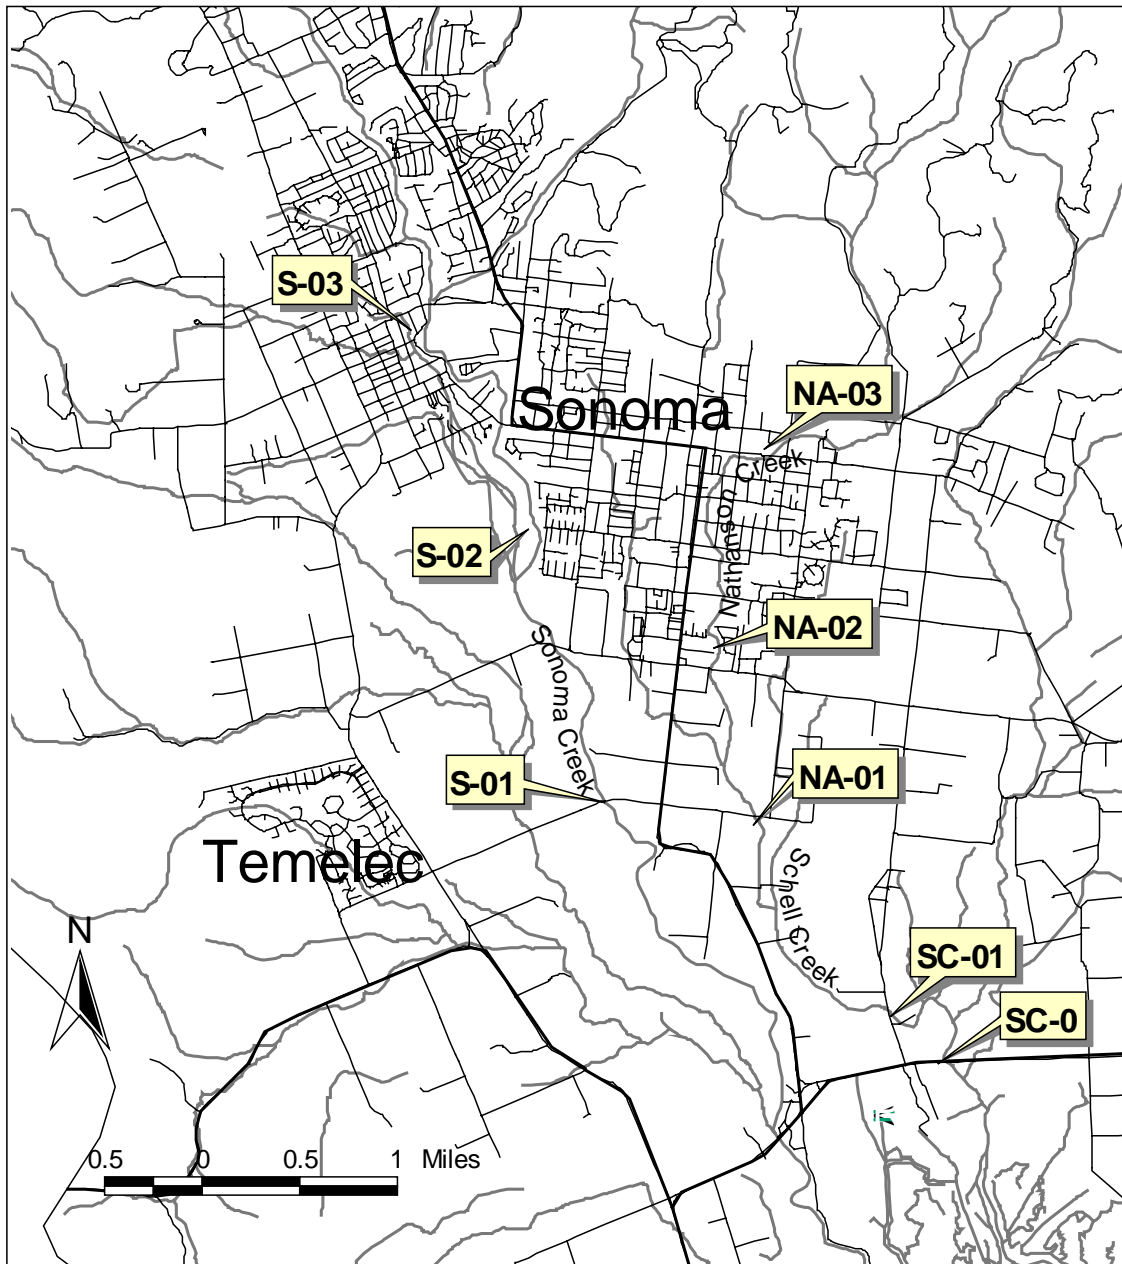 S-03
NA-03
Sonoma
Nathanson Creek
S-02
NA-02
Sonoma Creek
S-01
NA-01
Temelec
Schell Creek
N
SC-01
SC-0
0.5 0 0.5 1 Miles